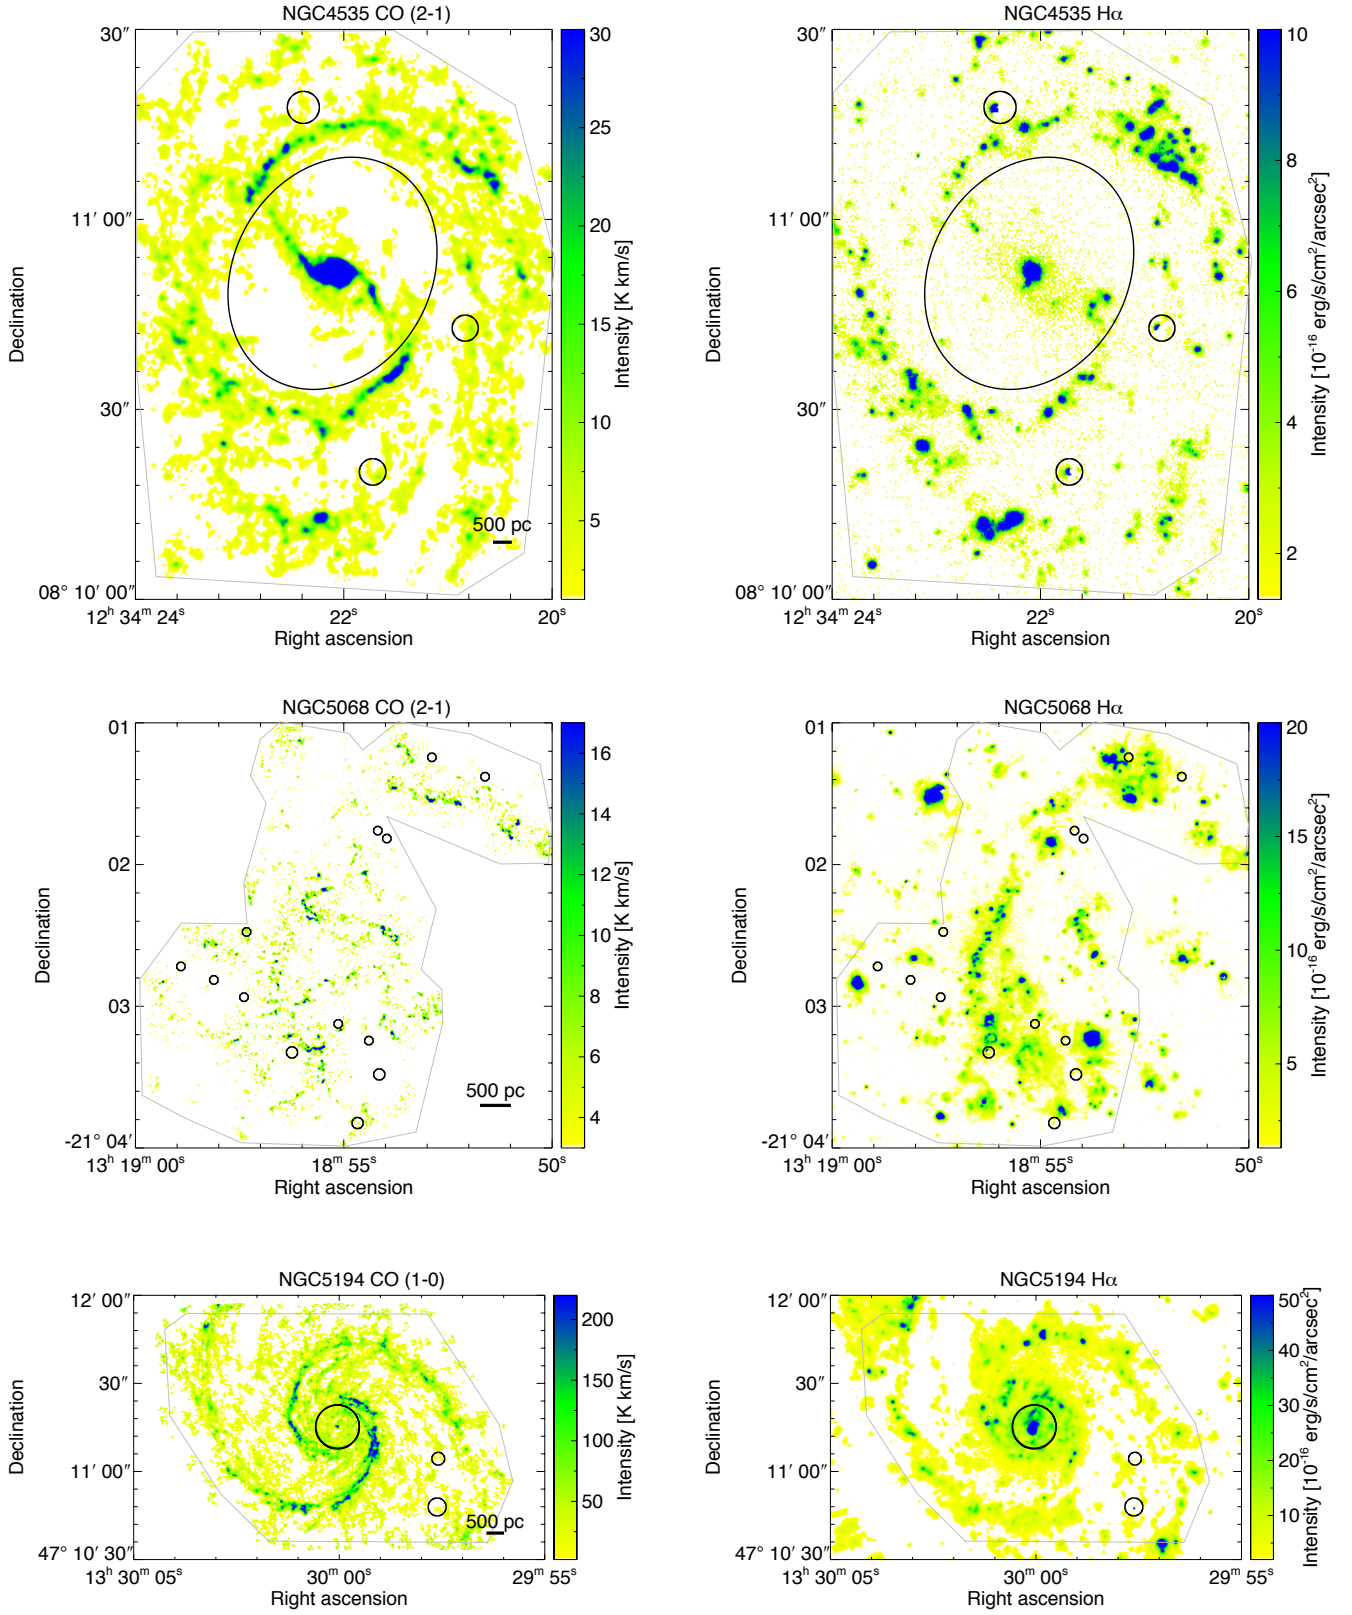 NGC4535 CO (2-1)
30″
11′ 00″
30″
08° 10′ 00″
12ʰ 34ᵐ 24ˢ
22ˢ
20ˢ
Right ascension
Declination
500 pc
30
25
20
15
10
5
Intensity [K km/s]
NGC4535 Hα
30″
11′ 00″
30″
08° 10′ 00″
12ʰ 34ᵐ 24ˢ
22ˢ
20ˢ
Right ascension
Declination
10
8
6
4
2
Intensity [10⁻¹⁶ erg/s/cm²/arcsec²]
NGC5068 CO (2-1)
01
02
03
-21° 04′
13ʰ 19ᵐ 00ˢ
18ᵐ 55ˢ
50ˢ
Right ascension
Declination
500 pc
16
14
12
10
8
6
4
Intensity [K km/s]
NGC5068 Hα
01
02
03
-21° 04′
13ʰ 19ᵐ 00ˢ
18ᵐ 55ˢ
50ˢ
Right ascension
Declination
20
15
10
5
Intensity [10⁻¹⁶ erg/s/cm²/arcsec²]
NGC5194 CO (1-0)
12′ 00″
30″
11′ 00″
47° 10′ 30″
13ʰ 30ᵐ 05ˢ
30ᵐ 00ˢ
29ᵐ 55ˢ
Right ascension
Declination
500 pc
200
150
100
50
Intensity [K km/s]
NGC5194 Hα
12′ 00″
30″
11′ 00″
47° 10′ 30″
13ʰ 30ᵐ 05ˢ
30ᵐ 00ˢ
29ᵐ 55ˢ
Right ascension
Declination
50
40
30
20
10
Intensity [10⁻¹⁶ erg/s/cm²/arcsec²]